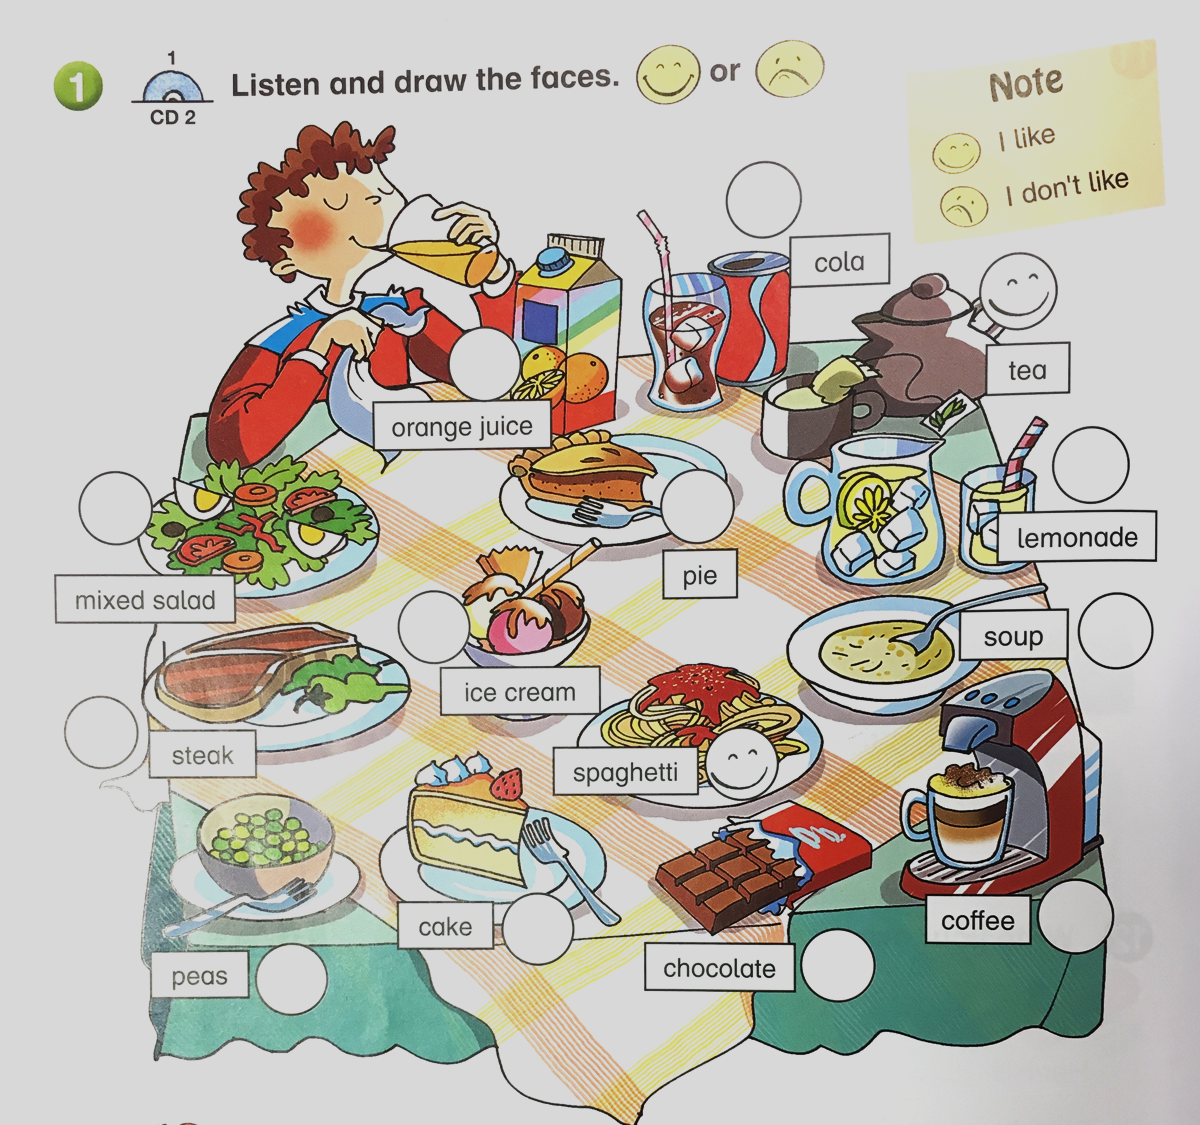 1
1
CD 2
Listen and draw the faces.
or
Note
I like
I don't like
cola
tea
orange juice
lemonade
pie
mixed salad
soup
ice cream
steak
spaghetti
cake
coffee
chocolate
peas